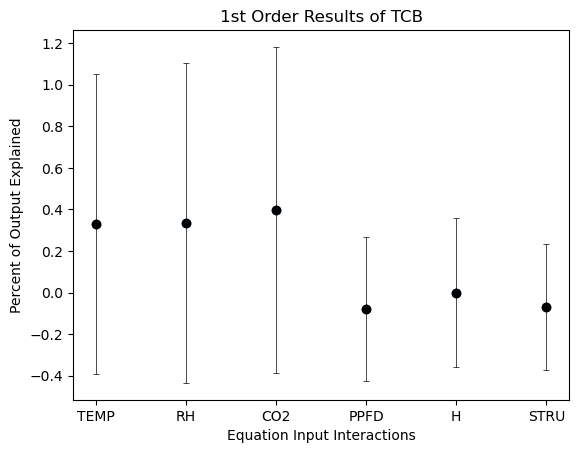 1st Order Results of TCB
Percent of Output Explained
1.2
1.0
0.8
0.6
0.4
0.2
0.0
−0.2
−0.4
TEMP RH CO2 PPFD H STRU
Equation Input Interactions